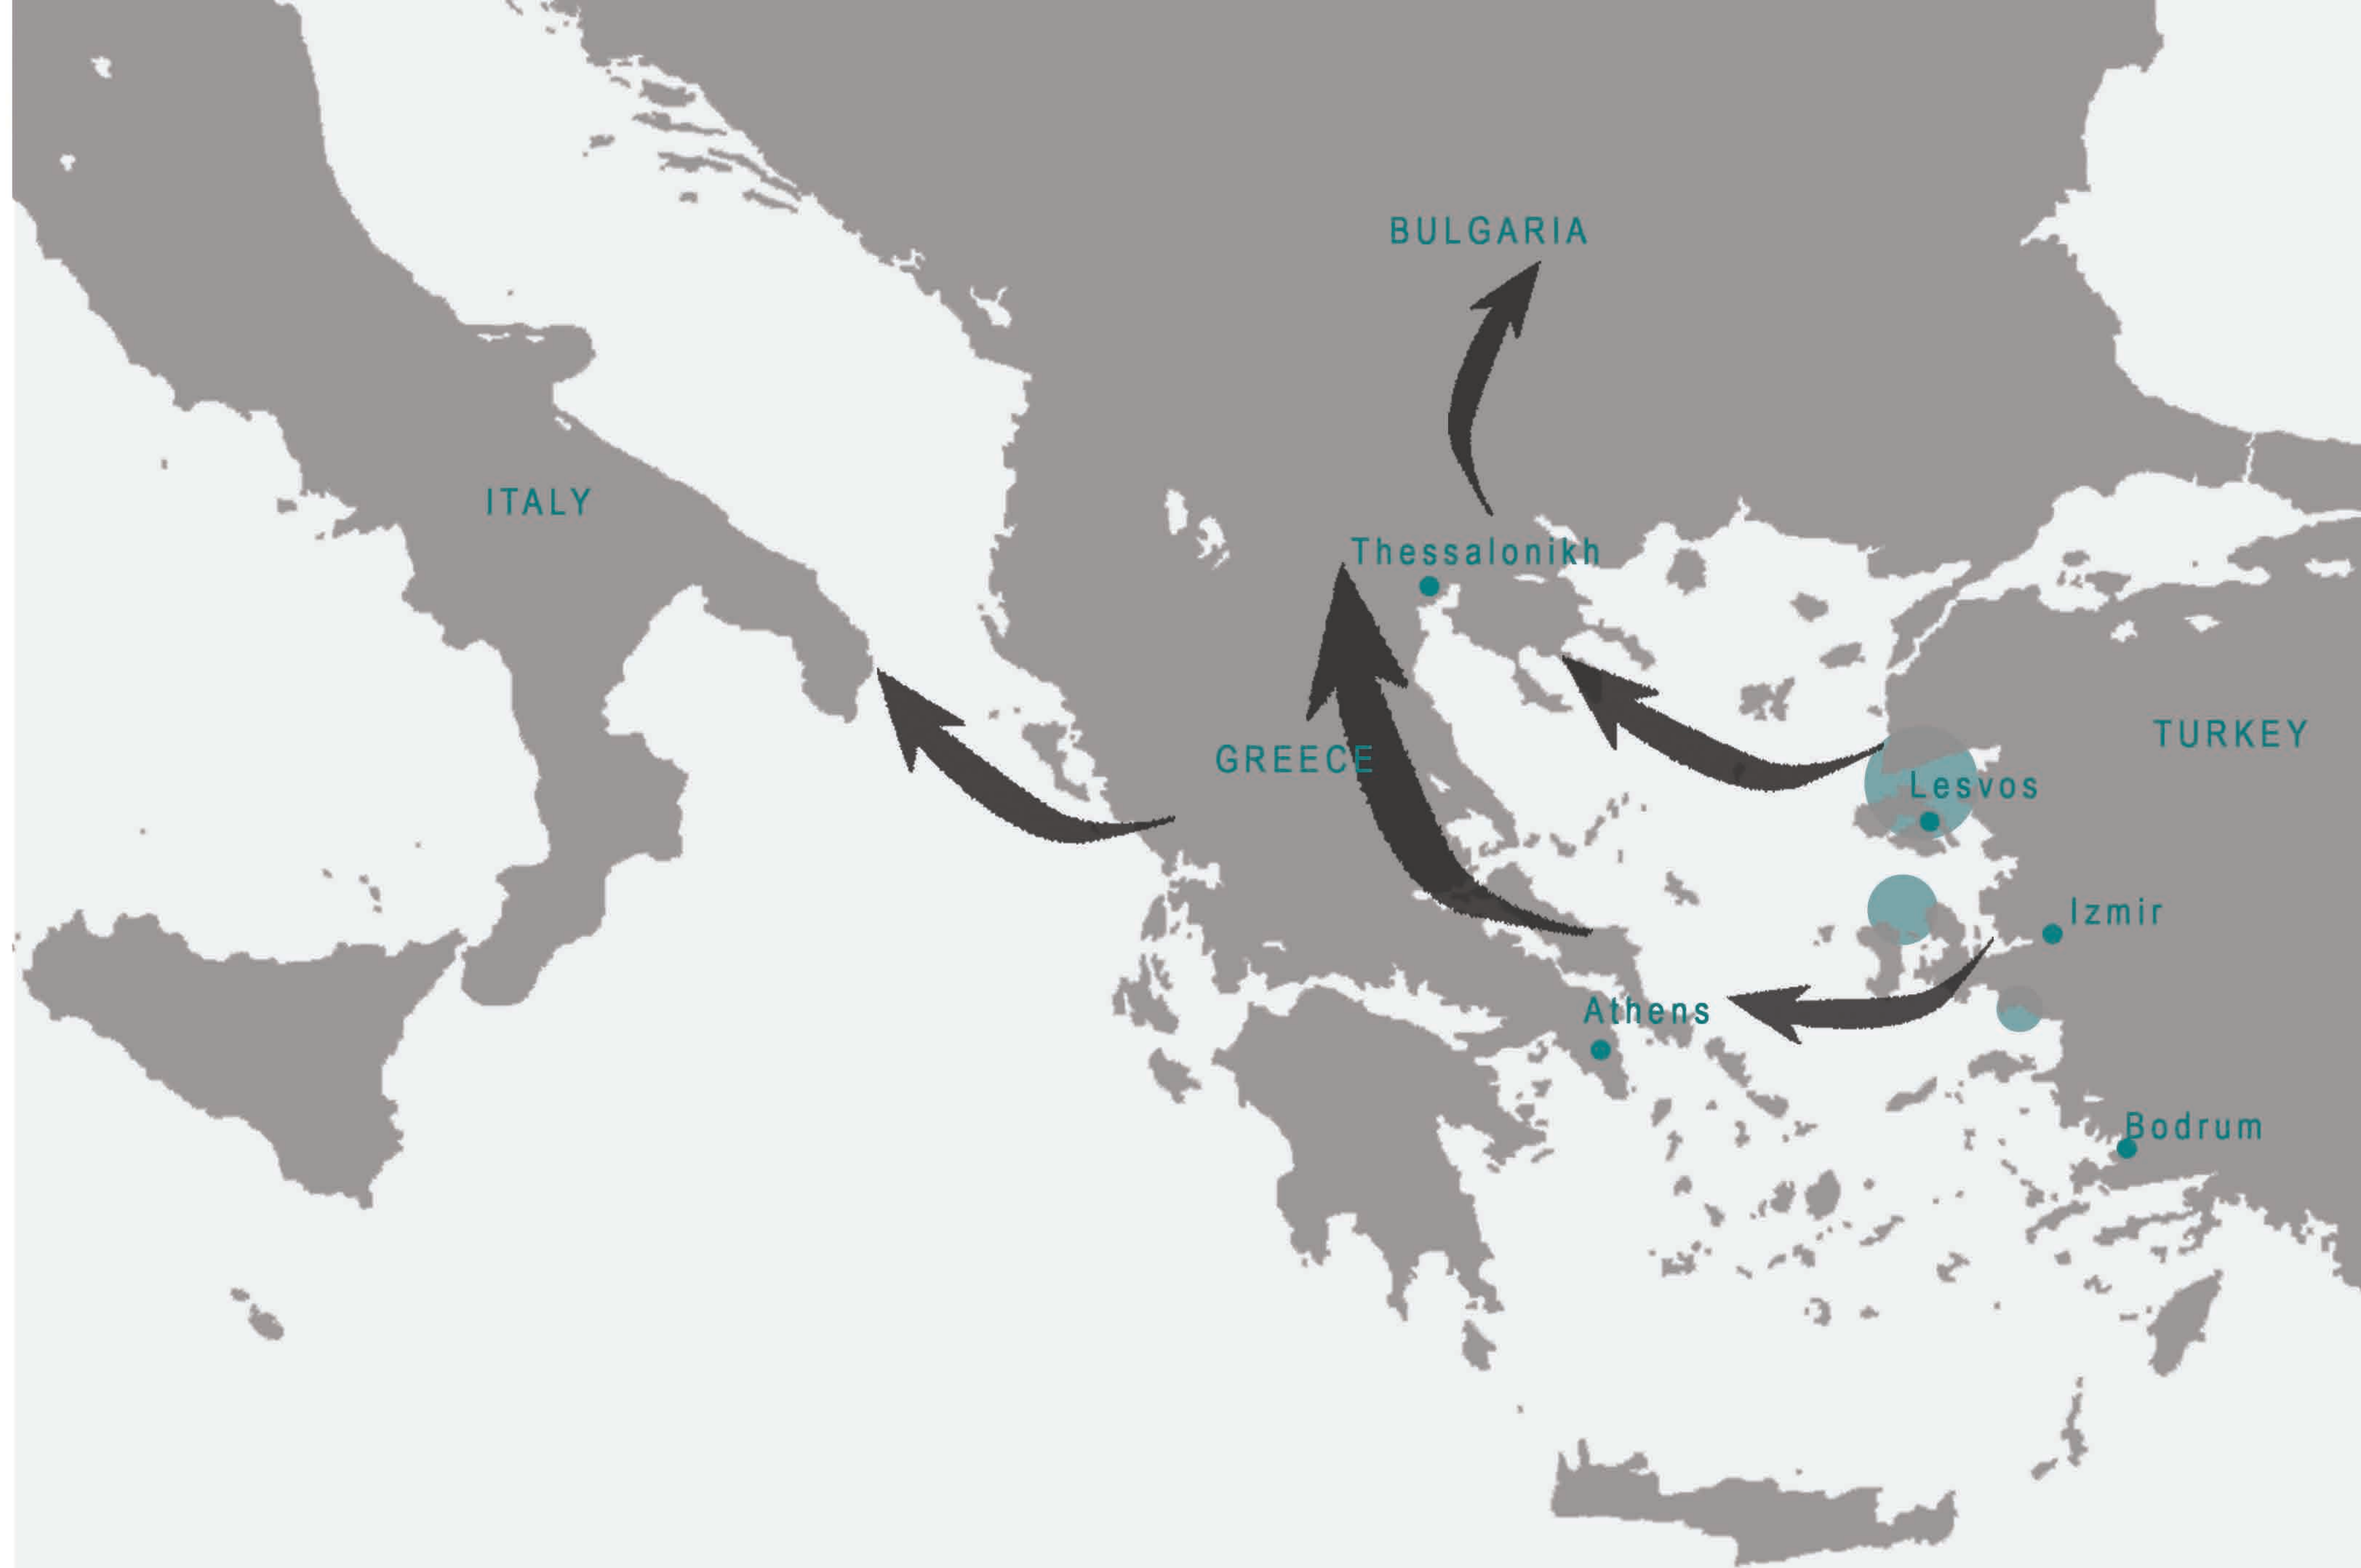 BULGARIA
ITALY
Thessalonikh
TURKEY
GREECE
Lesvos
Izmir
Athens
Bodrum